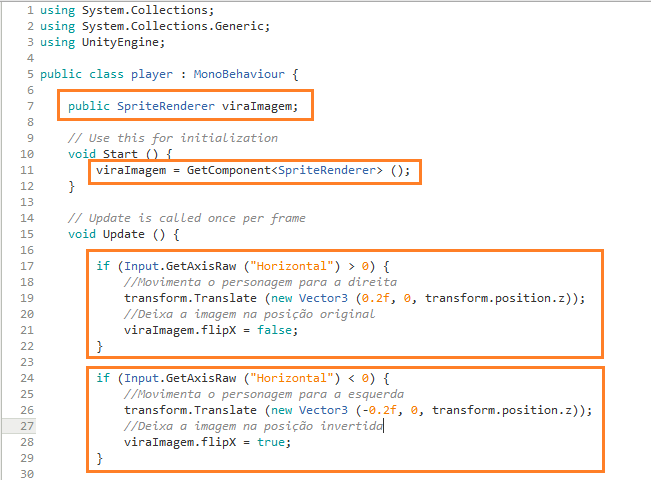 1 using System.Collections;
2 using System.Collections.Generic;
3 using UnityEngine;
4
5 public class player : MonoBehaviour {
6
7 public SpriteRenderer viraImagem;
8
9 // Use this for initialization
10 void Start () {
11 viraImagem = GetComponent<SpriteRenderer> ();
12 }
13
14 // Update is called once per frame
15 void Update () {
16
17 if (Input.GetAxisRaw ("Horizontal") > 0) {
18 //Movimenta o personagem para a direita
19 transform.Translate (new Vector3 (0.2f, 0, transform.position.z));
20 //Deixa a imagem na posição original
21 viraImagem.flipX = false;
22 }
23
24 if (Input.GetAxisRaw ("Horizontal") < 0) {
25 //Movimenta o personagem para a esquerda
26 transform.Translate (new Vector3 (-0.2f, 0, transform.position.z));
27 //Deixa a imagem na posição invertida
28 viraImagem.flipX = true;
29 }
30